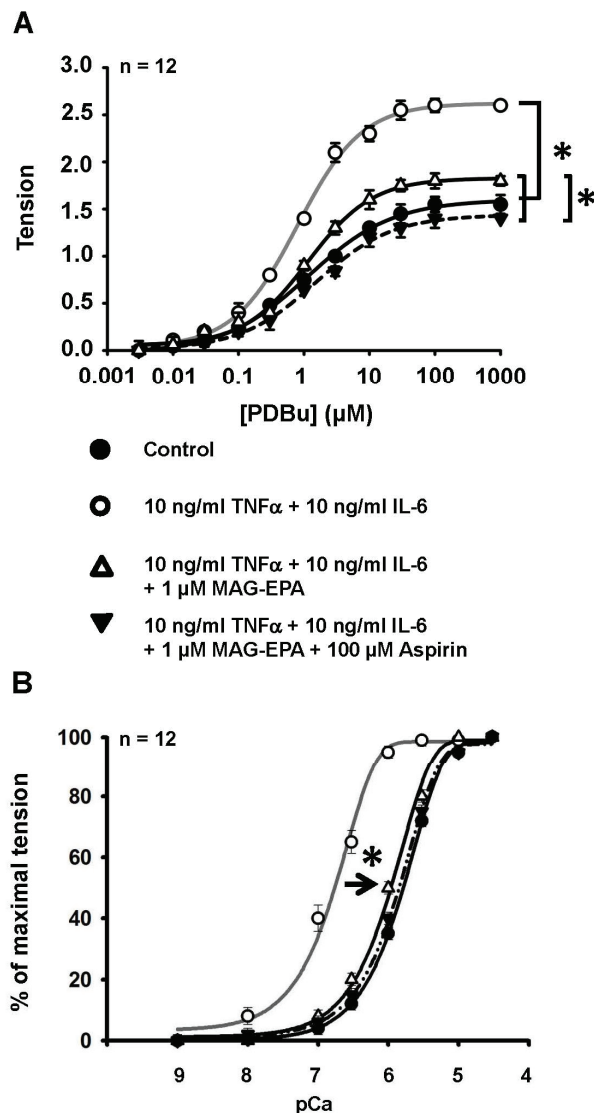 A
n = 12
3.0
2.5
2.0
1.5
1.0
0.5
0.0
Tension
*
*
0.001 0.01 0.1 1 10 100 1000
[PDBu] (µM)
Control
10 ng/ml TNFα + 10 ng/ml IL-6
10 ng/ml TNFα + 10 ng/ml IL-6
+ 1 µM MAG-EPA
10 ng/ml TNFα + 10 ng/ml IL-6
+ 1 µM MAG-EPA + 100 µM Aspirin
B
n = 12
100
80
60
40
20
0
% of maximal tension
*
9 8 7 6 5 4
pCa